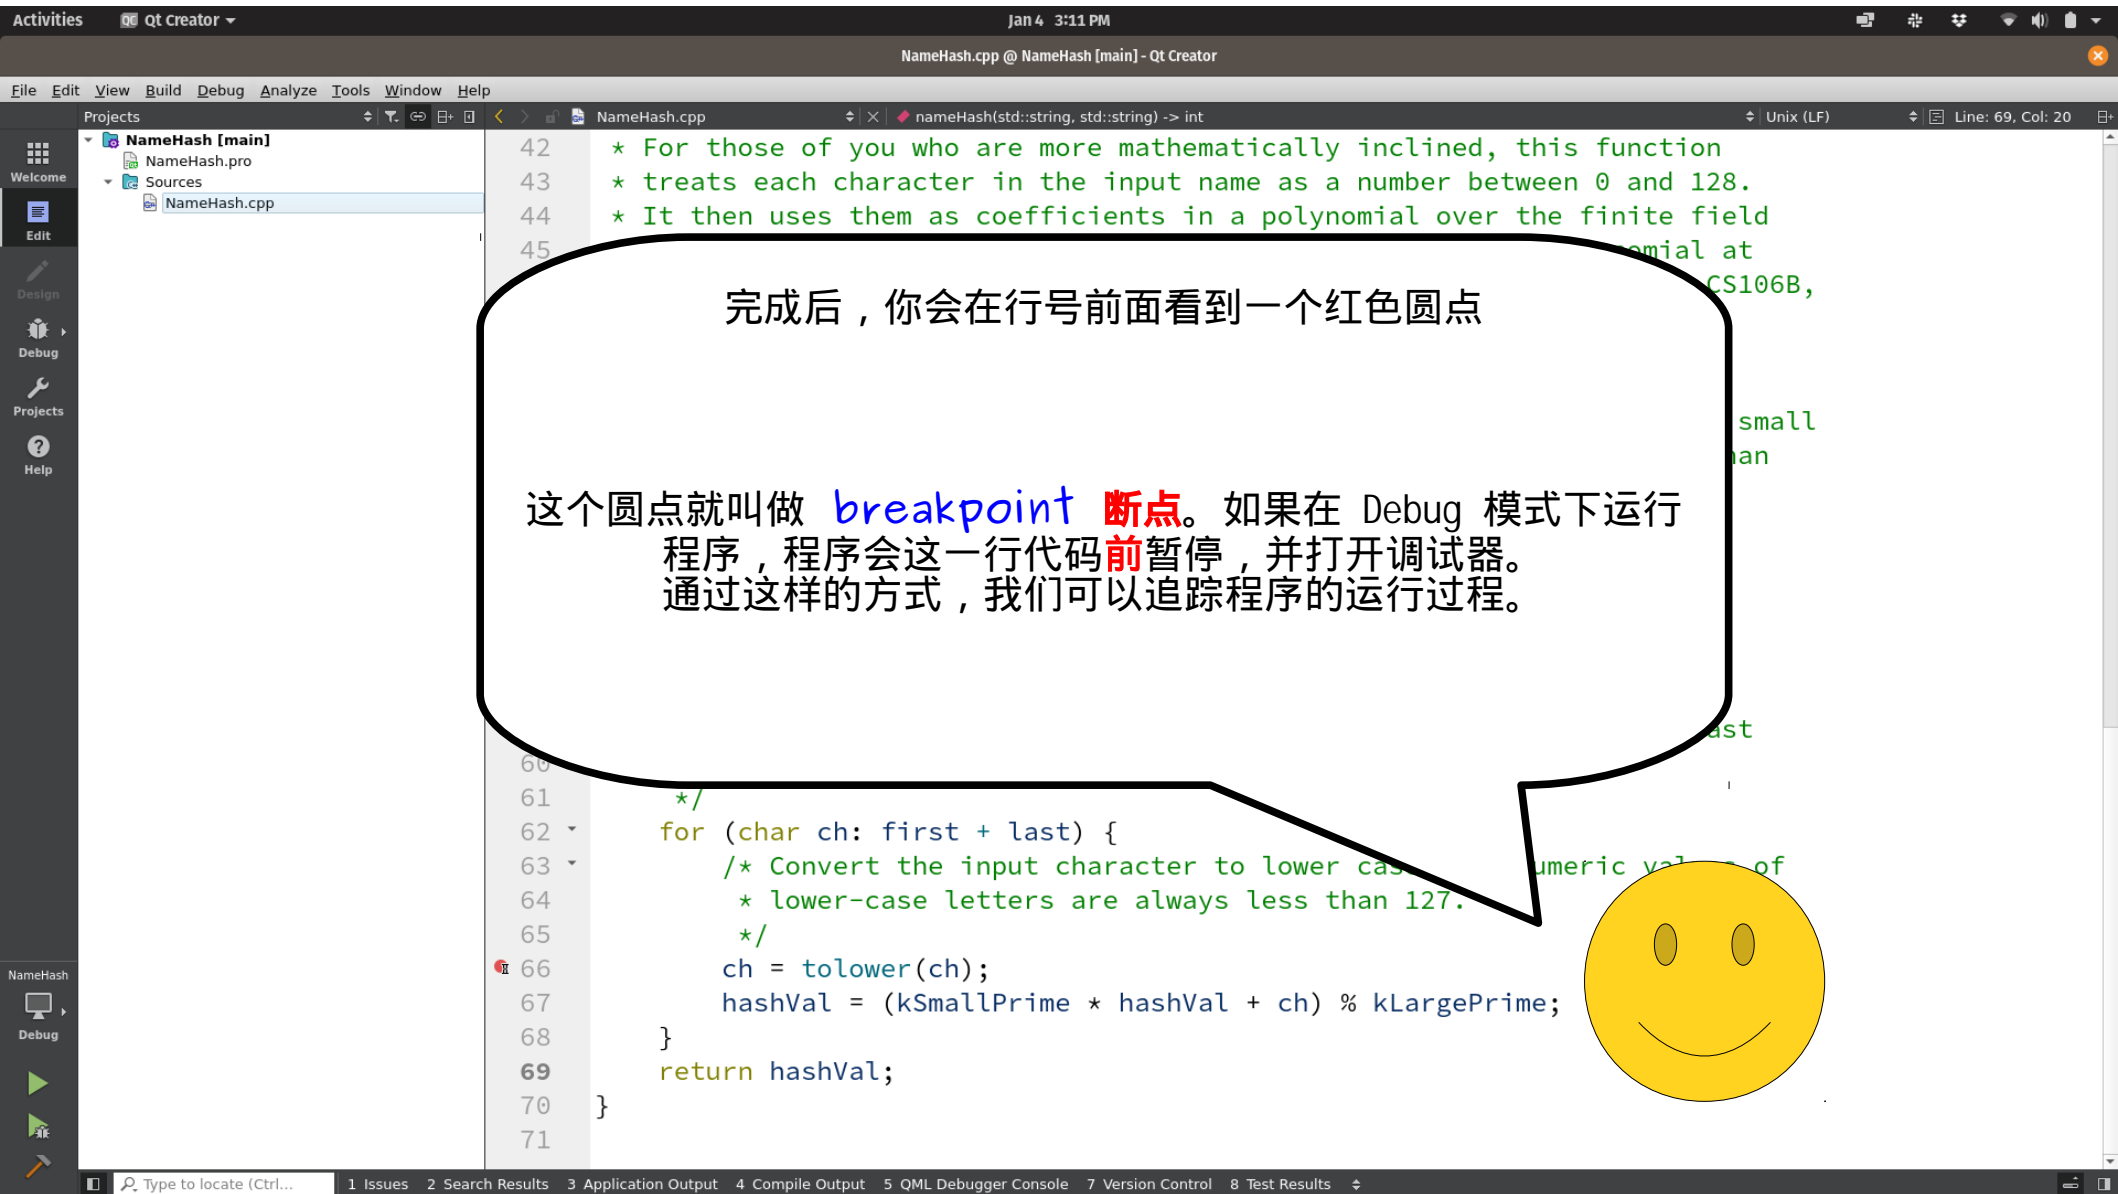 Activities
Qt Creator
Jan 4 3:11 PM
NameHash.cpp @ NameHash [main] - Qt Creator
File Edit View Build Debug Analyze Tools Window Help
Projects
NameHash.cpp
nameHash(std::string, std::string) -> int
Unix (LF)
Line: 69, Col: 20
Welcome
Edit
Design
Debug
Projects
Help
NameHash
Debug
NameHash [main]
NameHash.pro
Sources
NameHash.cpp
42 * For those of you who are more mathematically inclined, this function
43 * treats each character in the input name as a number between 0 and 128.
44 * It then uses them as coefficients in a polynomial over the finite field
45 omial at
CS106B,
small
an
ast
完成后，你会在行号前面看到一个红色圆点
这个圆点就叫做 breakpoint 断点。如果在 Debug 模式下运行
程序，程序会这一行代码前暂停，并打开调试器。
通过这样的方式，我们可以追踪程序的运行过程。
60
61 */
62 for (char ch: first + last) {
63 /* Convert the input character to lower cas umeric val of
64 * lower-case letters are always less than 127.
65 */
66 ch = tolower(ch);
67 hashVal = (kSmallPrime * hashVal + ch) % kLargePrime;
68 }
69 return hashVal;
70 }
71
Type to locate (Ctrl...
1 Issues 2 Search Results 3 Application Output 4 Compile Output 5 QML Debugger Console 7 Version Control 8 Test Results